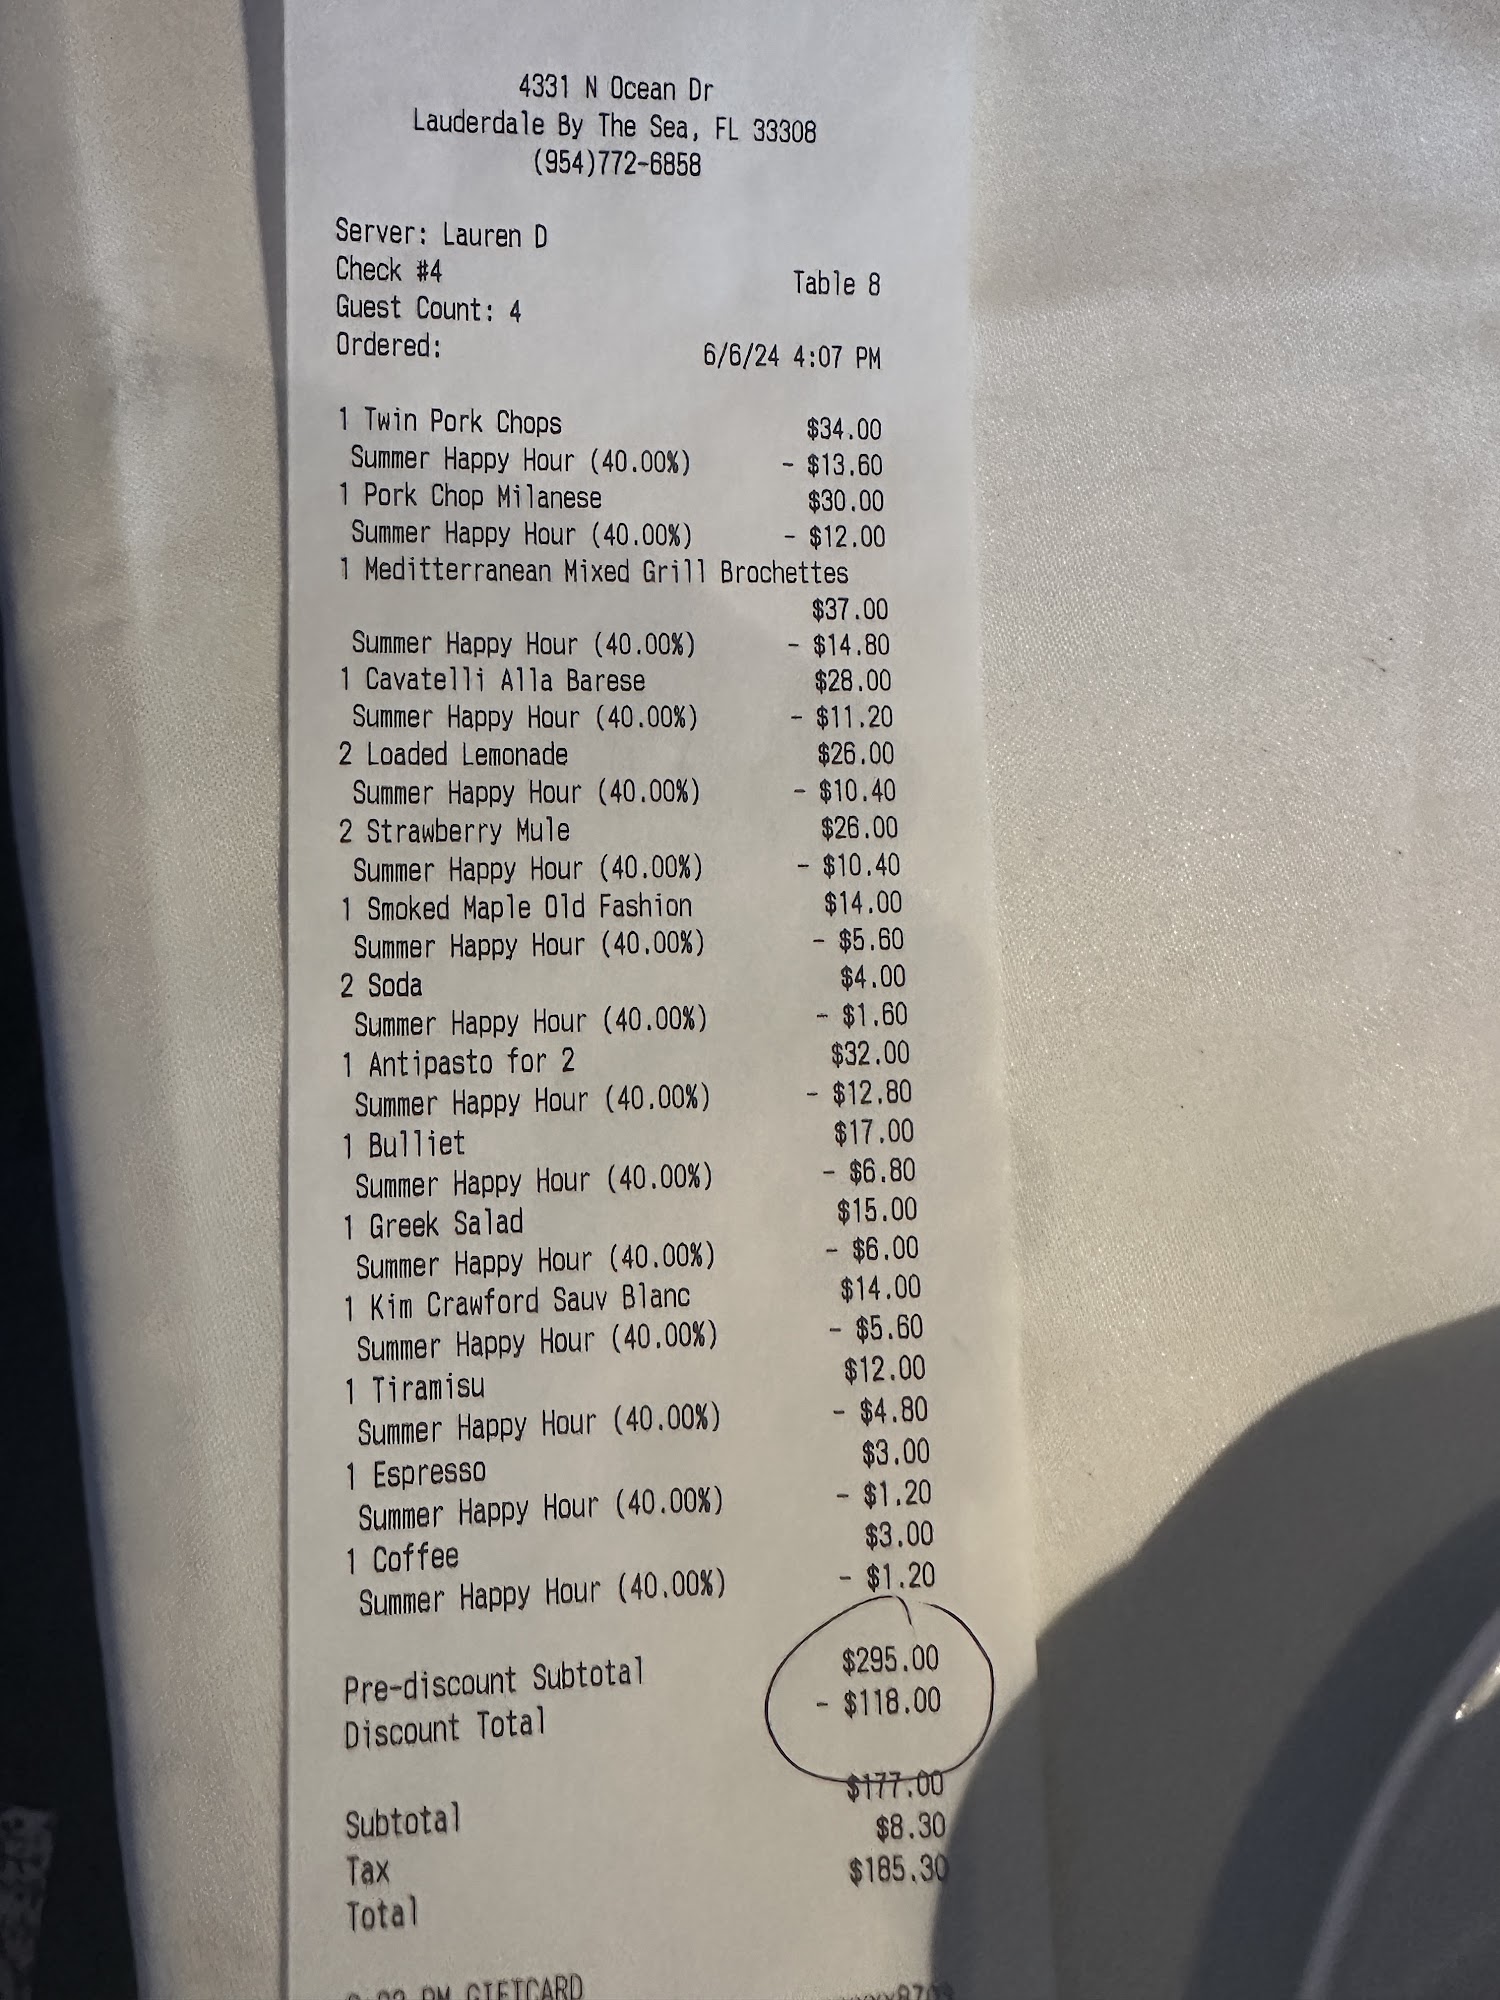 4331 N Ocean Dr
Lauderdale By The Sea, FL 33308
(954)772-6858
Server: Lauren D
Check #4 Table 8
Guest Count: 4
Ordered: 6/6/24 4:07 PM
1 Twin Pork Chops $34.00
Summer Happy Hour (40.00%) - $13.60
1 Pork Chop Milanese $30.00
Summer Happy Hour (40.00%) - $12.00
1 Meditterranean Mixed Grill Brochettes
$37.00
Summer Happy Hour (40.00%) - $14.80
1 Cavatelli Alla Barese $28.00
Summer Happy Hour (40.00%) - $11.20
2 Loaded Lemonade $26.00
Summer Happy Hour (40.00%) - $10.40
2 Strawberry Mule $26.00
Summer Happy Hour (40.00%) - $10.40
1 Smoked Maple Old Fashion $14.00
Summer Happy Hour (40.00%) - $5.60
2 Soda $4.00
Summer Happy Hour (40.00%) - $1.60
1 Antipasto for 2 $32.00
Summer Happy Hour (40.00%) - $12.80
1 Bulliet $17.00
Summer Happy Hour (40.00%) - $6.80
1 Greek Salad $15.00
Summer Happy Hour (40.00%) - $6.00
1 Kim Crawford Sauv Blanc $14.00
Summer Happy Hour (40.00%) - $5.60
1 Tiramisu $12.00
Summer Happy Hour (40.00%) - $4.80
1 Espresso $3.00
Summer Happy Hour (40.00%) - $1.20
1 Coffee $3.00
Summer Happy Hour (40.00%) - $1.20
Pre-discount Subtotal $295.00
Discount Total - $118.00
Subtotal $177.00
Tax $8.30
Total $185.30
PM GIFTCARD